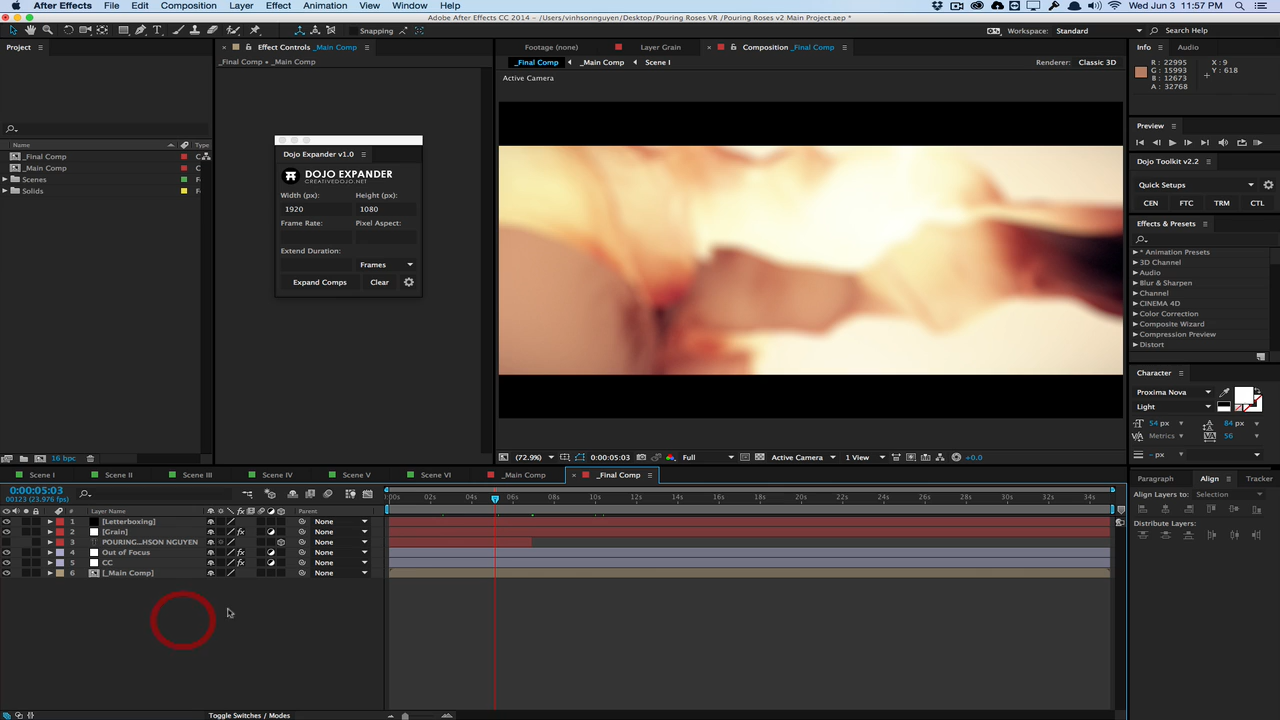 After Effects File Edit Composition Layer Effect Animation View Window Help Wed Jun 3 11:57 PM
Adobe After Effects CC 2014 - /Users/vinhsonnguyen/Desktop/Pouring Roses VR /Pouring Roses v2 Main Project.aep *
Snapping Workspace: Standard Search Help
Project
Effect Controls _Main Comp
Footage (none) Layer Grain Composition _Final Comp
Info Audio
_Final Comp • _Main Comp
_Final Comp _Main Comp Scene I Renderer: Classic 3D
Active Camera
R: 22995 X: 9
G: 15993 Y: 618
B: 12673
A: 32768
Name Type
_Final Comp
_Main Comp
Scenes
Solids
Dojo Expander v1.0
DOJO EXPANDER
CREATIVEDOJO.NET
Width (px): Height (px):
1920 1080
Frame Rate: Pixel Aspect:
Extend Duration:
Frames
Expand Comps Clear
Preview
Dojo Toolkit v2.2
Quick Setups
CEN FTC TRM CTL
Effects & Presets
* Animation Presets
3D Channel
Audio
Blur & Sharpen
Channel
CINEMA 4D
Color Correction
Composite Wizard
Compression Preview
Distort
Character
Proxima Nova
Light
54 px 84 px
Metrics 56
- px
16 bpc
(72.9%) 0:00:05:03 Full Active Camera 1 View +0.0
Scene I Scene II Scene III Scene IV Scene V Scene VI _Main Comp _Final Comp
Paragraph Align Tracker
0:00:05:03
00123 (23.976 fps)
:00s 02s 04s 06s 08s 10s 12s 14s 16s 18s 20s 22s 24s 26s 28s 30s 32s 34s
Align Layers to: Selection
# Layer Name Parent
1 [Letterboxing] None
2 [Grain] None
3 POURING...HSON NGUYEN None
4 Out of Focus None
5 CC None
6 [_Main Comp] None
Distribute Layers:
Toggle Switches / Modes